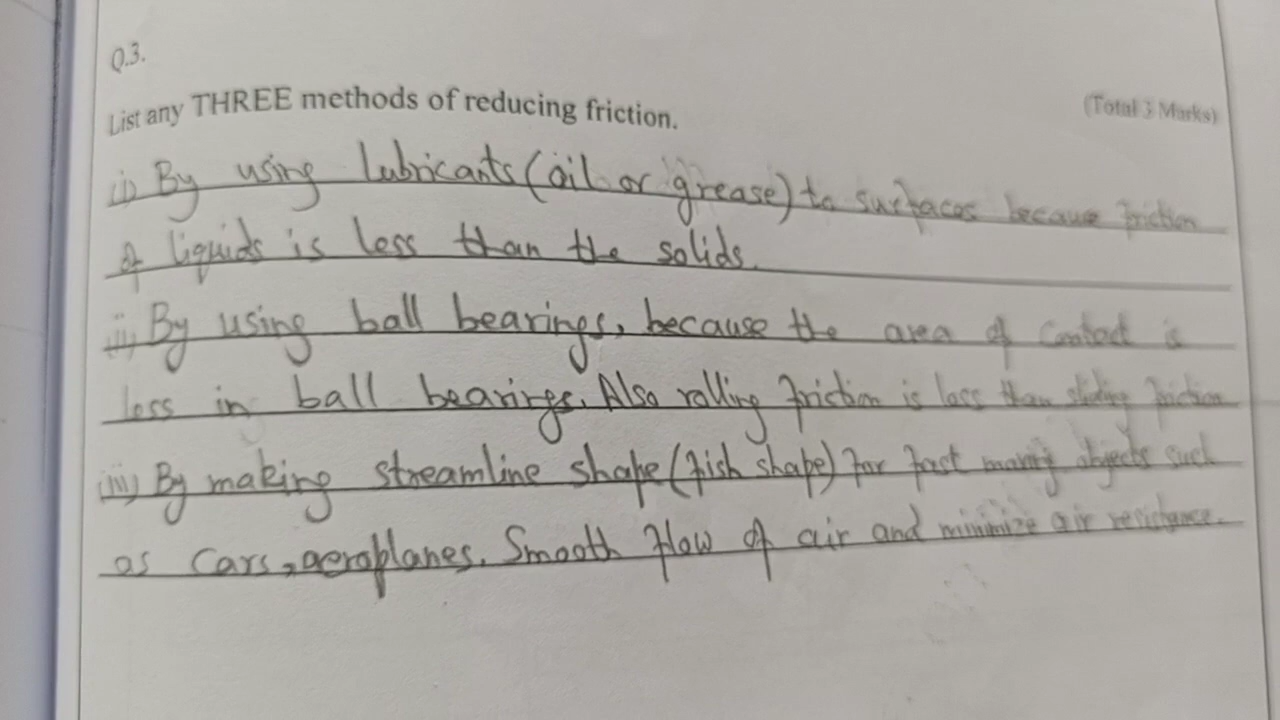 Q.3.
List any THREE methods of reducing friction. (Total 3 Marks)
(i) By using lubricants (oil or grease) to surfaces because friction
of liquids is less than the solids.
(ii) By using ball bearings, because the area of contact is
less in ball bearings. Also rolling friction is less than sliding friction
(iii) By making streamline shape (fish shape) for fast moving objects such
as cars, aeroplanes. Smooth flow of air and minimize air resistance.